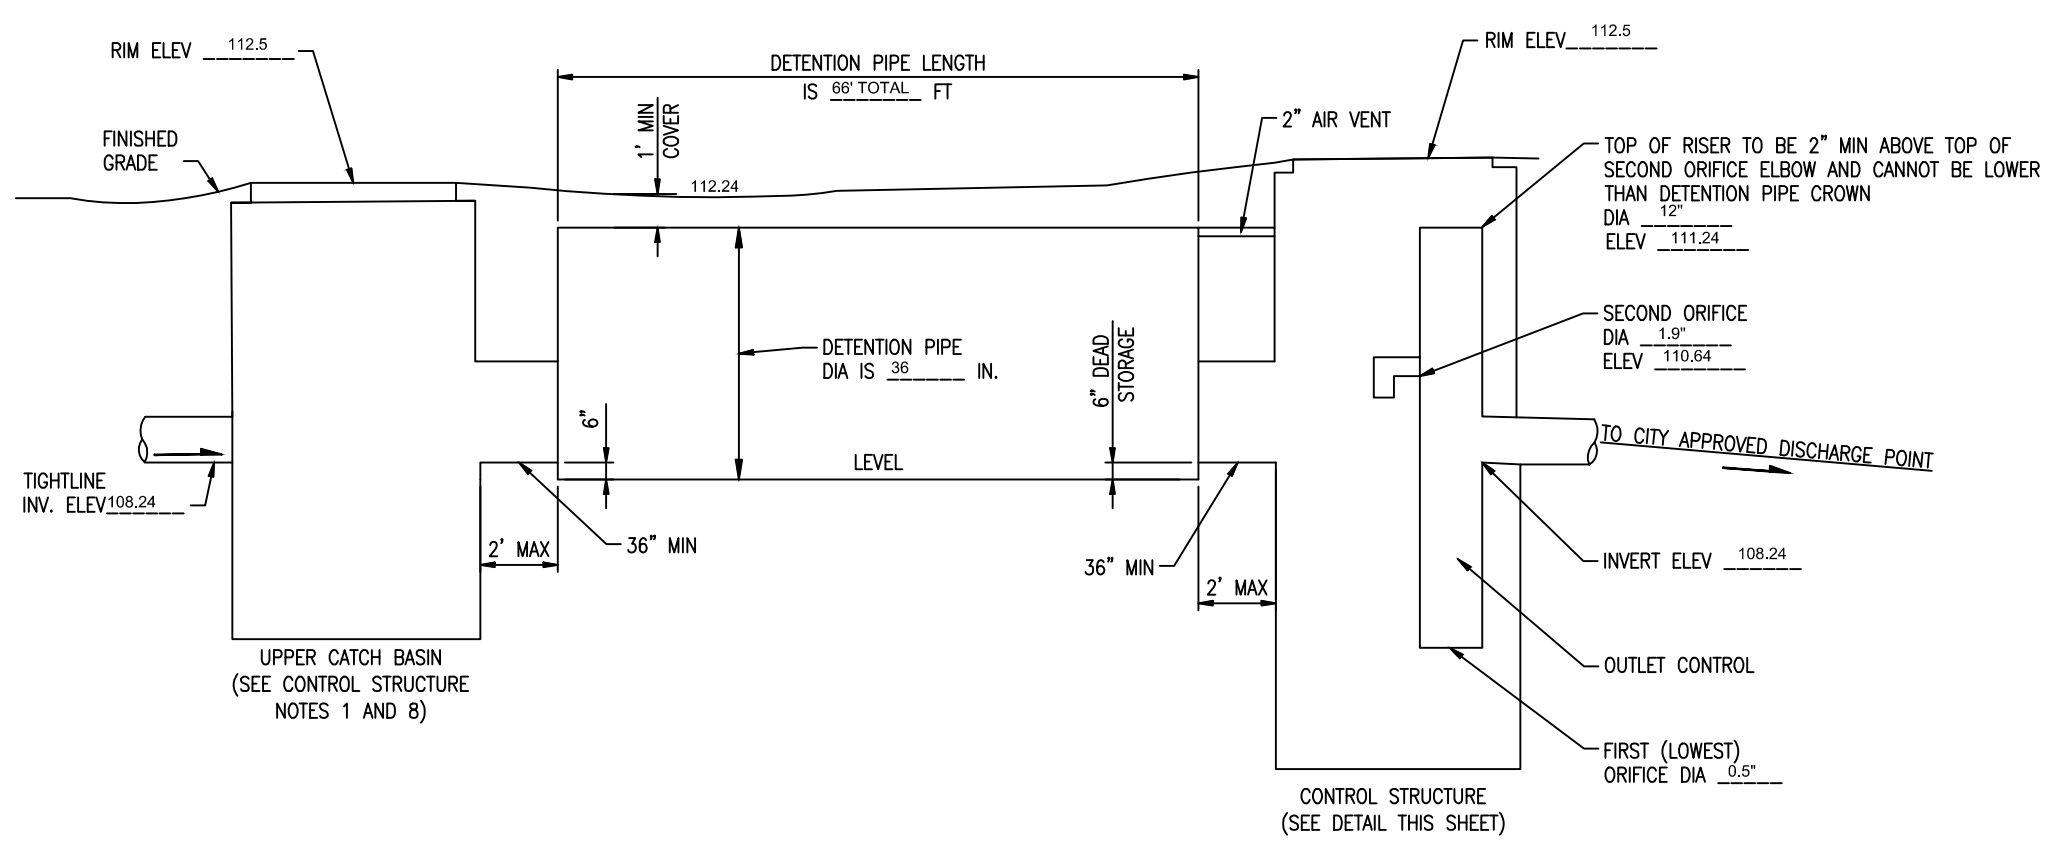 RIM ELEV 112.5
DETENTION PIPE LENGTH
IS 66' TOTAL FT
RIM ELEV 112.5
FINISHED
GRADE
1' MIN
COVER
2" AIR VENT
112.24
TOP OF RISER TO BE 2" MIN ABOVE TOP OF
SECOND ORIFICE ELBOW AND CANNOT BE LOWER
THAN DETENTION PIPE CROWN
DIA 12"
ELEV 111.24
SECOND ORIFICE
DIA 1.9"
ELEV 110.64
DETENTION PIPE
DIA IS 36 IN.
6" DEAD
STORAGE
6"
LEVEL
TO CITY APPROVED DISCHARGE POINT
TIGHTLINE
INV. ELEV 108.24
2' MAX
36" MIN
36" MIN
2' MAX
INVERT ELEV 108.24
UPPER CATCH BASIN
(SEE CONTROL STRUCTURE
NOTES 1 AND 8)
OUTLET CONTROL
FIRST (LOWEST)
ORIFICE DIA 0.5"
CONTROL STRUCTURE
(SEE DETAIL THIS SHEET)